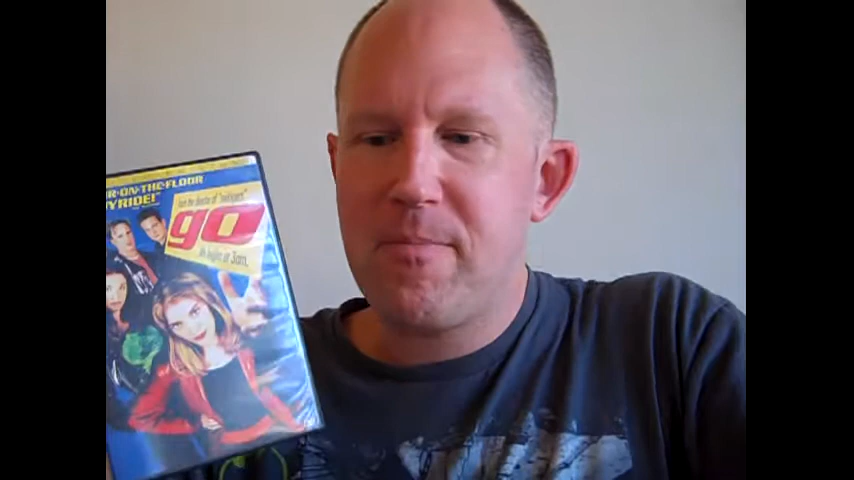 R-ON-THE-FLOOR
YRIDE!"
from the director of "swingers"
go
life begins at 3am.